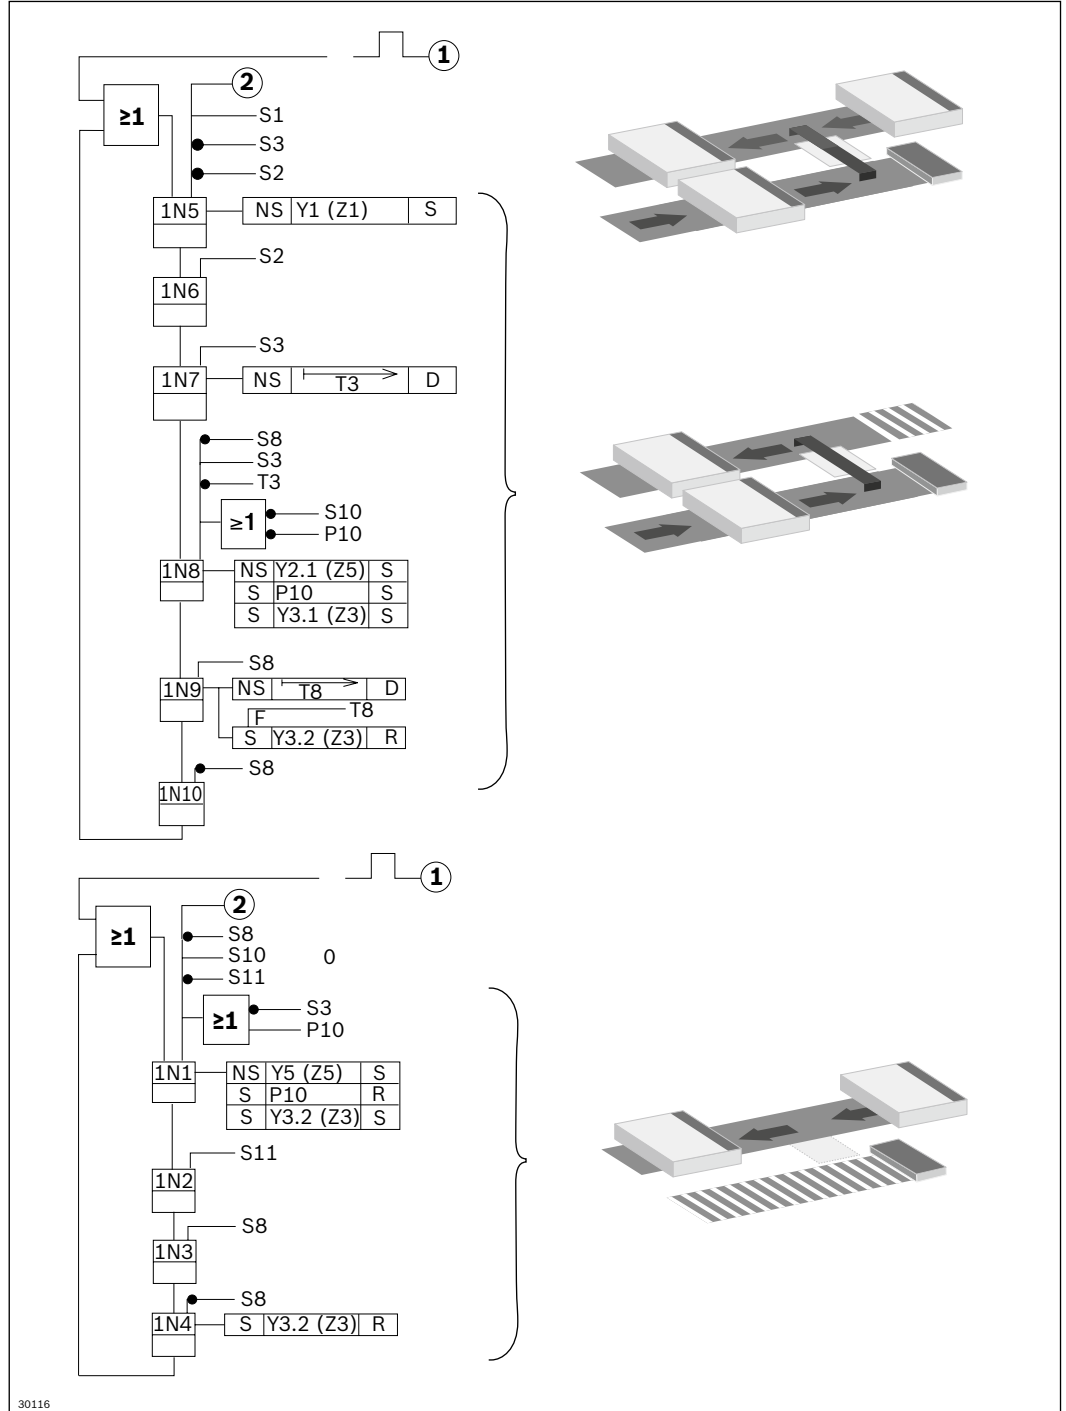 1
2
≥1
S1
S3
S2
1N5 NS Y1 (Z1) S
S2
1N6
S3
1N7 NS T3 D
S8
S3
T3
S10
≥1
P10
1N8 NS Y2.1 (Z5) S
S P10 S
S Y3.1 (Z3) S
S8
1N9 NS T8 D
T8
F
S Y3.2 (Z3) R
S8
1N10
1
2
≥1
S8
S10 0
S11
S3
≥1
P10
1N1 NS Y5 (Z5) S
S P10 R
S Y3.2 (Z3) S
S11
1N2
S8
1N3
S8
1N4 S Y3.2 (Z3) R
30116